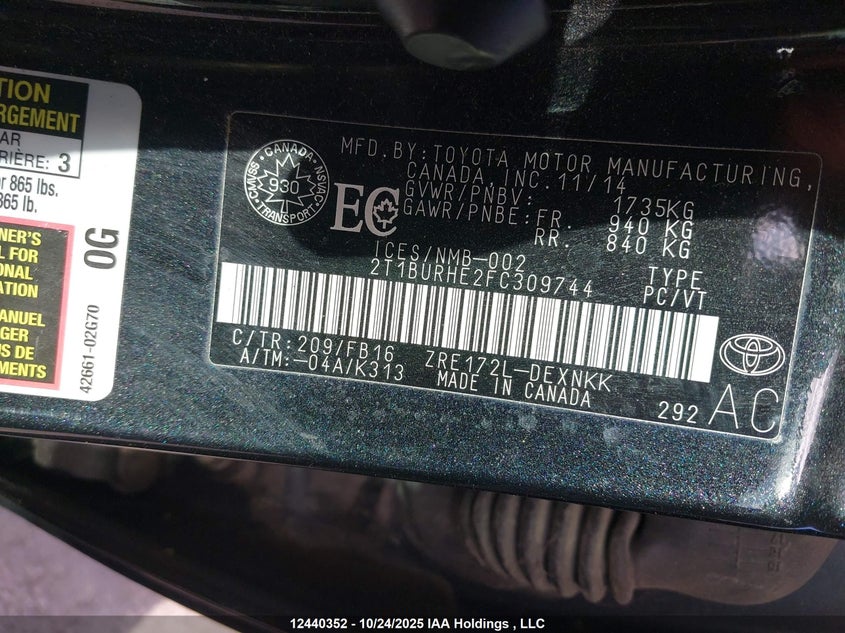 TION
RGEMENT
AR
RIÈRE: 3
r 865 lbs.
865 lb.
NER'S
L FOR
ONAL
ATION
ANUEL
GER
US DE
EMENTS
0G
42661-02G70
CANADA
CMVSS
930
NSVAC
TRANSPORT
EC
MFD.BY:TOYOTA MOTOR MANUFACTURING,
CANADA, INC.11/14
GVWR/PNBV: 1735KG
GAWR/PNBE:FR. 940 KG
RR. 840 KG
ICES/NMB-002
2T1BURHE2FC309744
TYPE
PC/VT
C/TR:209/FB16 ZRE172L-DEXNKK
A/TM:-04A/K313 MADE IN CANADA
292 AC
12440352 - 10/24/2025 IAA Holdings , LLC